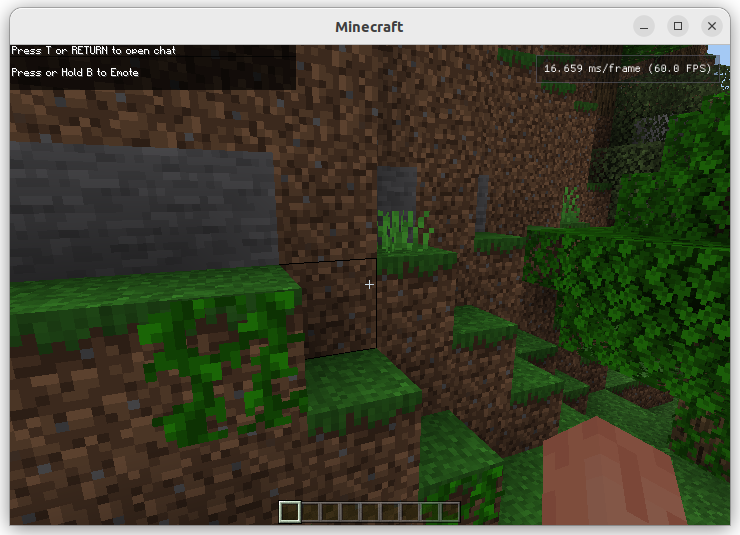 Minecraft
Press T or RETURN to open chat
Press or Hold B to Emote
16.659 ms/frame (60.0 FPS)